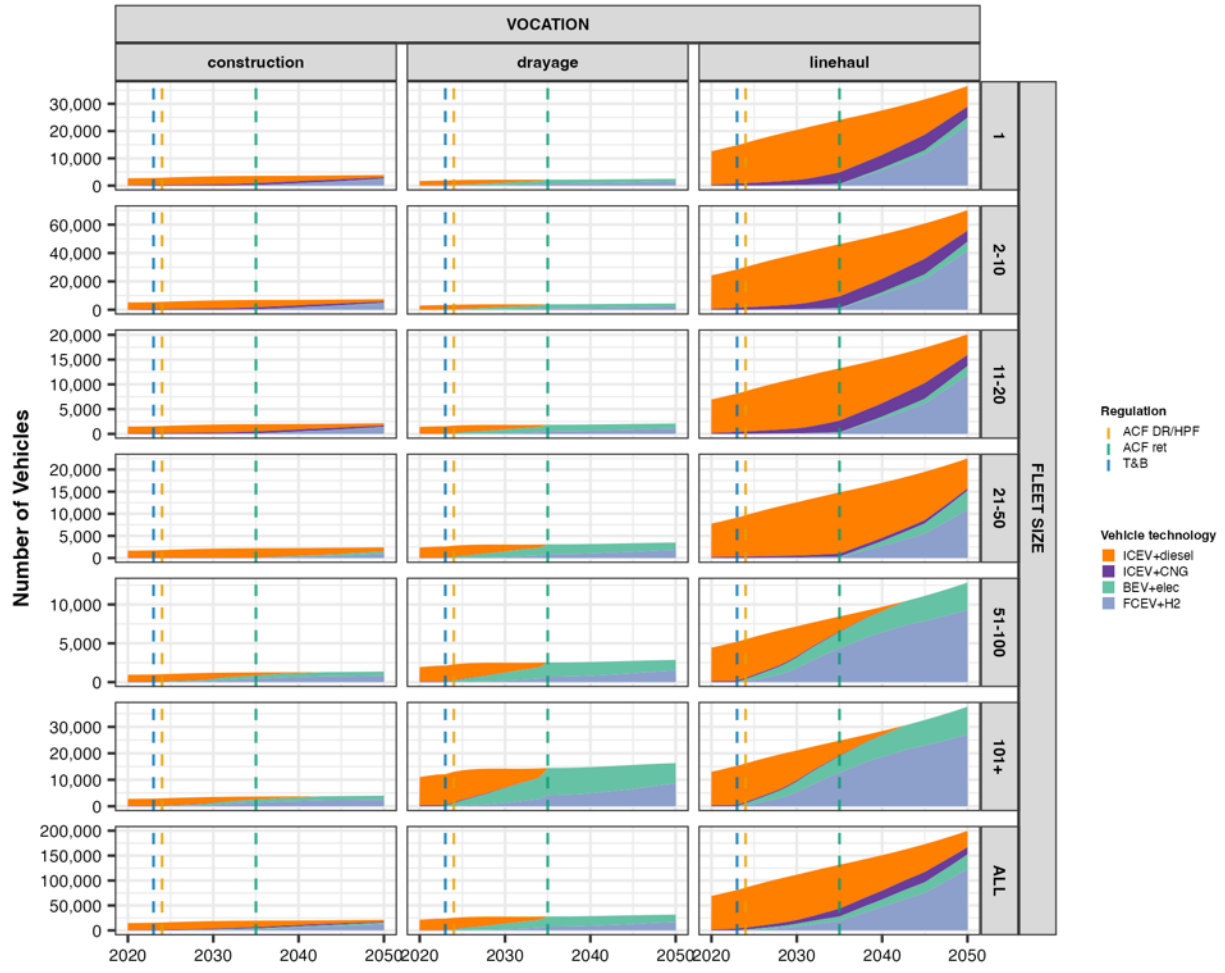 VOCATION
construction drayage linehaul
30,000
20,000
10,000
0
1
60,000
40,000
20,000
0
2-10
20,000
15,000
10,000
5,000
0
11-20
20,000
15,000
10,000
5,000
0
21-50
10,000
5,000
0
51-100
30,000
20,000
10,000
0
101+
200,000
150,000
100,000
50,000
0
ALL
2020 2030 2040 2050 2020 2030 2040 2050 2020 2030 2040 2050
Number of Vehicles
FLEET SIZE
Regulation
ACF DR/HPF
ACF ret
T&B
Vehicle technology
ICEV+diesel
ICEV+CNG
BEV+elec
FCEV+H2